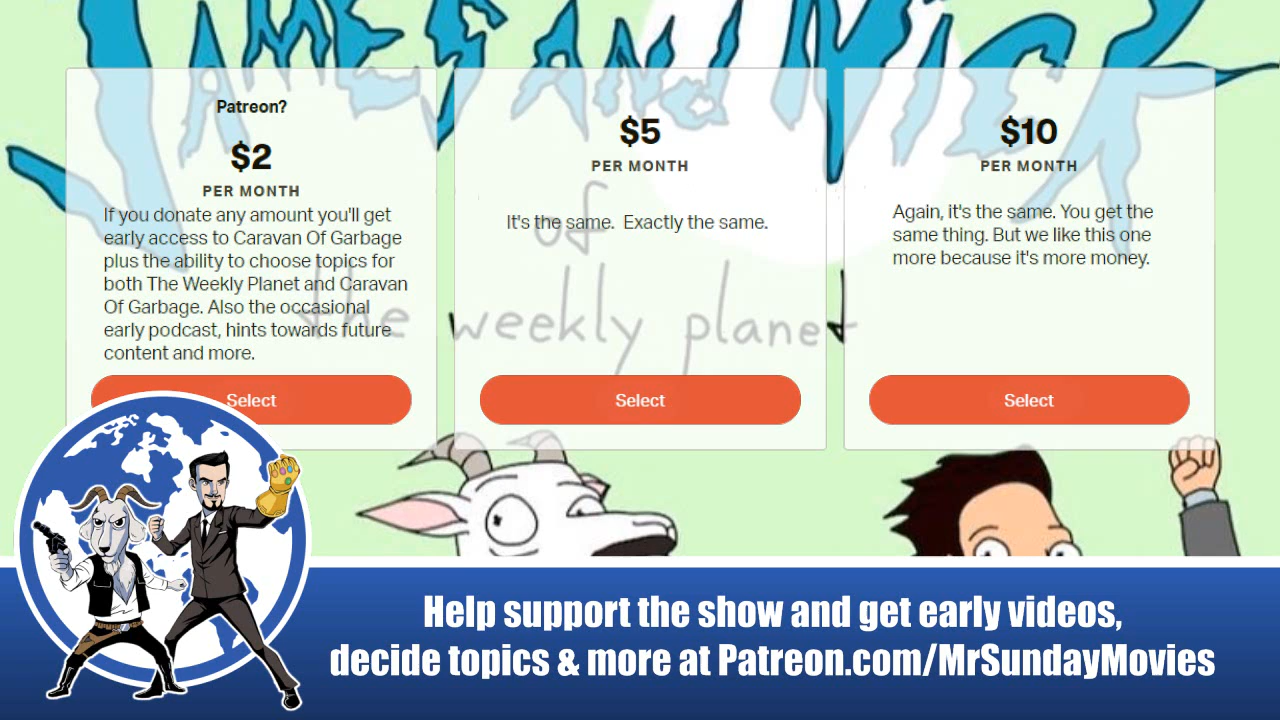 JAMES AND NICK
of
the weekly planet
Patreon?
$2
PER MONTH
If you donate any amount you'll get
early access to Caravan Of Garbage
plus the ability to choose topics for
both The Weekly Planet and Caravan
Of Garbage. Also the occasional
early podcast, hints towards future
content and more.
Select
$5
PER MONTH
It's the same. Exactly the same.
Select
$10
PER MONTH
Again, it's the same. You get the
same thing. But we like this one
more because it's more money.
Select
Help support the show and get early videos,
decide topics & more at Patreon.com/MrSundayMovies